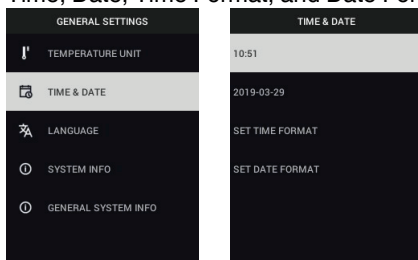 Time, Date, Time Format, and Date For
GENERAL SETTINGS
TEMPERATURE UNIT
TIME & DATE
LANGUAGE
SYSTEM INFO
GENERAL SYSTEM INFO
TIME & DATE
10:51
2019-03-29
SET TIME FORMAT
SET DATE FORMAT